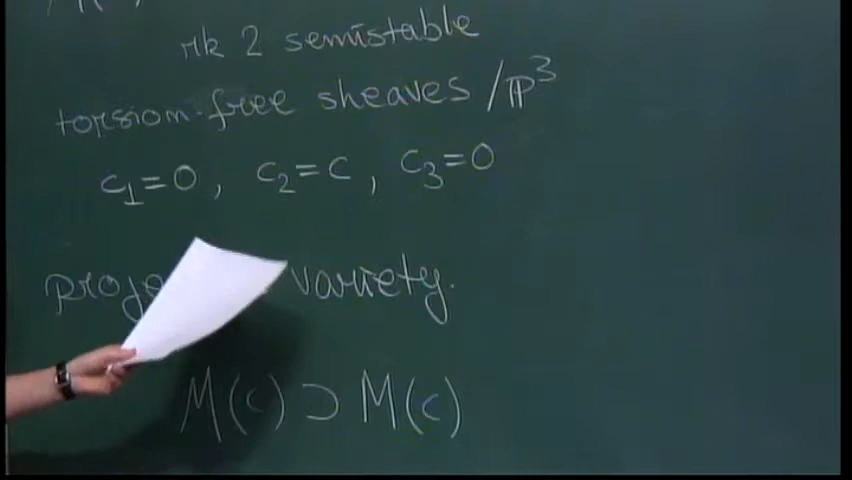 rk 2 semistable
torsion-free sheaves /ℙ³
c₁=0, c₂=c, c₃=0
variety.
M(c) ⊃ M(c)